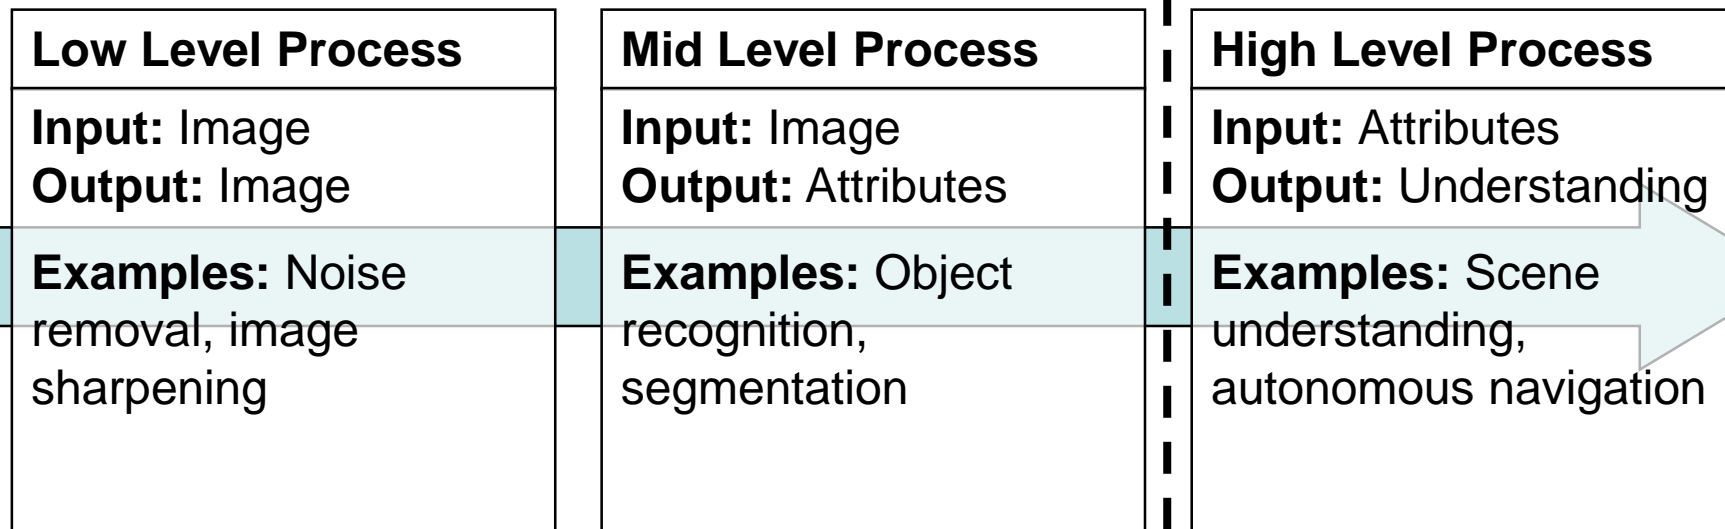 Low Level Process
Input: Image
Output: Image
Examples: Noise
removal, image
sharpening
Mid Level Process
Input: Image
Output: Attributes
Examples: Object
recognition,
segmentation
High Level Process
Input: Attributes
Output: Understanding
Examples: Scene
understanding,
autonomous navigation